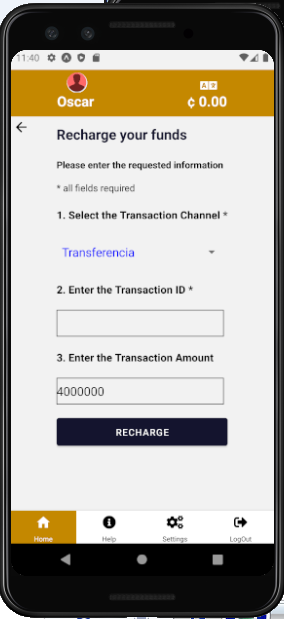 11:40
Oscar
₡ 0.00
Recharge your funds
Please enter the requested information
* all fields required
1. Select the Transaction Channel *
Transferencia
2. Enter the Transaction ID *
3. Enter the Transaction Amount
4000000
RECHARGE
Home
Help
Settings
LogOut